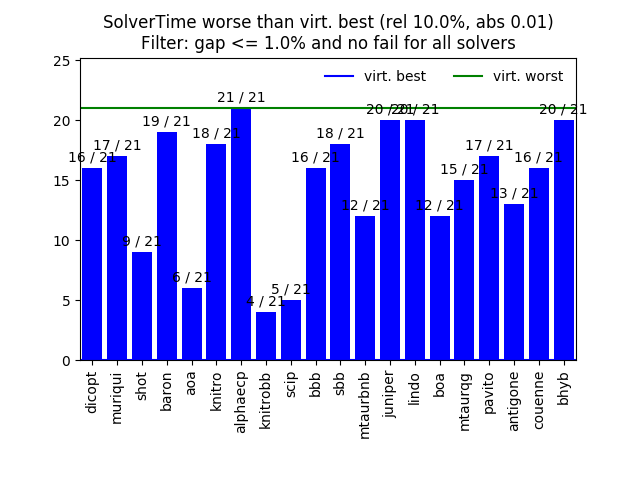 SolverTime worse than virt. best (rel 10.0%, abs 0.01)
Filter: gap <= 1.0% and no fail for all solvers
virt. best
virt. worst
25
20
15
10
5
0
16 / 21
17 / 21
9 / 21
19 / 21
6 / 21
18 / 21
21 / 21
4 / 21
5 / 21
16 / 21
18 / 21
12 / 21
20 / 21
20 / 21
12 / 21
15 / 21
17 / 21
13 / 21
16 / 21
20 / 21
dicopt
muriqui
shot
baron
aoa
knitro
alphaecp
knitrobb
scip
bbb
sbb
mtaurbnb
juniper
lindo
boa
mtaurqg
pavito
antigone
couenne
bhyb